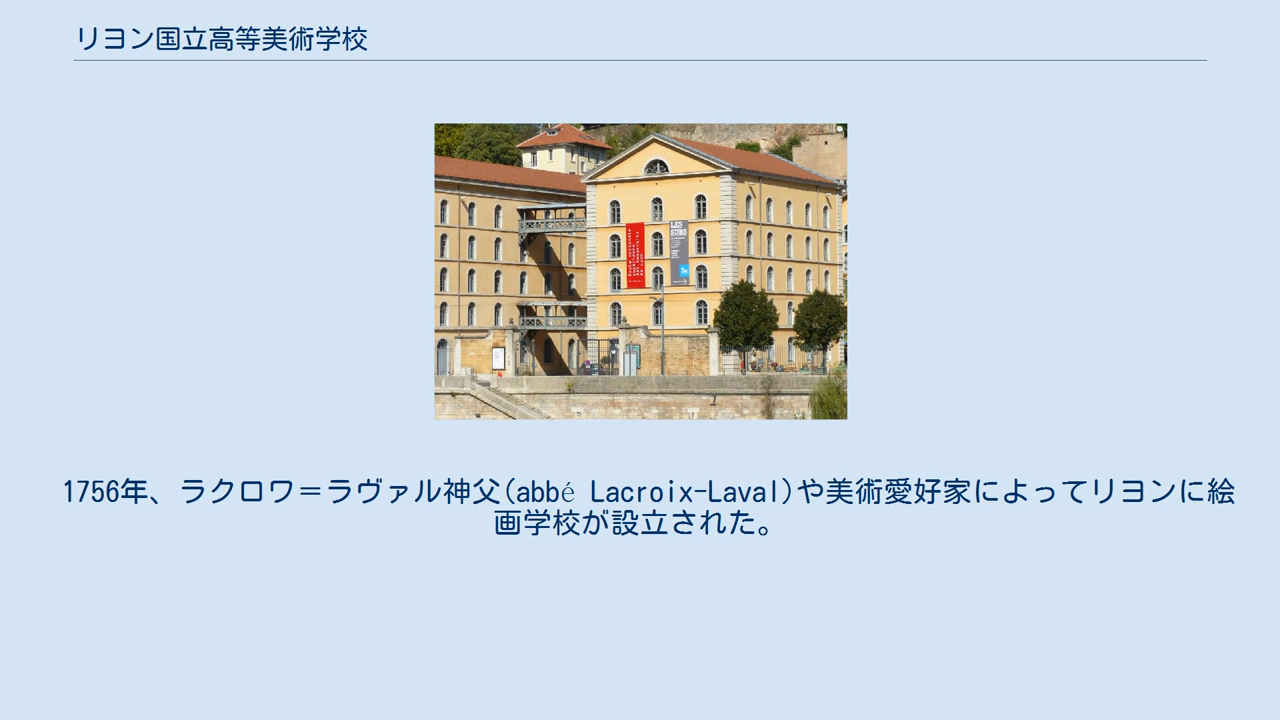 リヨン国立高等美術学校
LES
SUBS
1756年、ラクロワ＝ラヴァル神父(abbé Lacroix-Laval)や美術愛好家によってリヨンに絵
画学校が設立された。